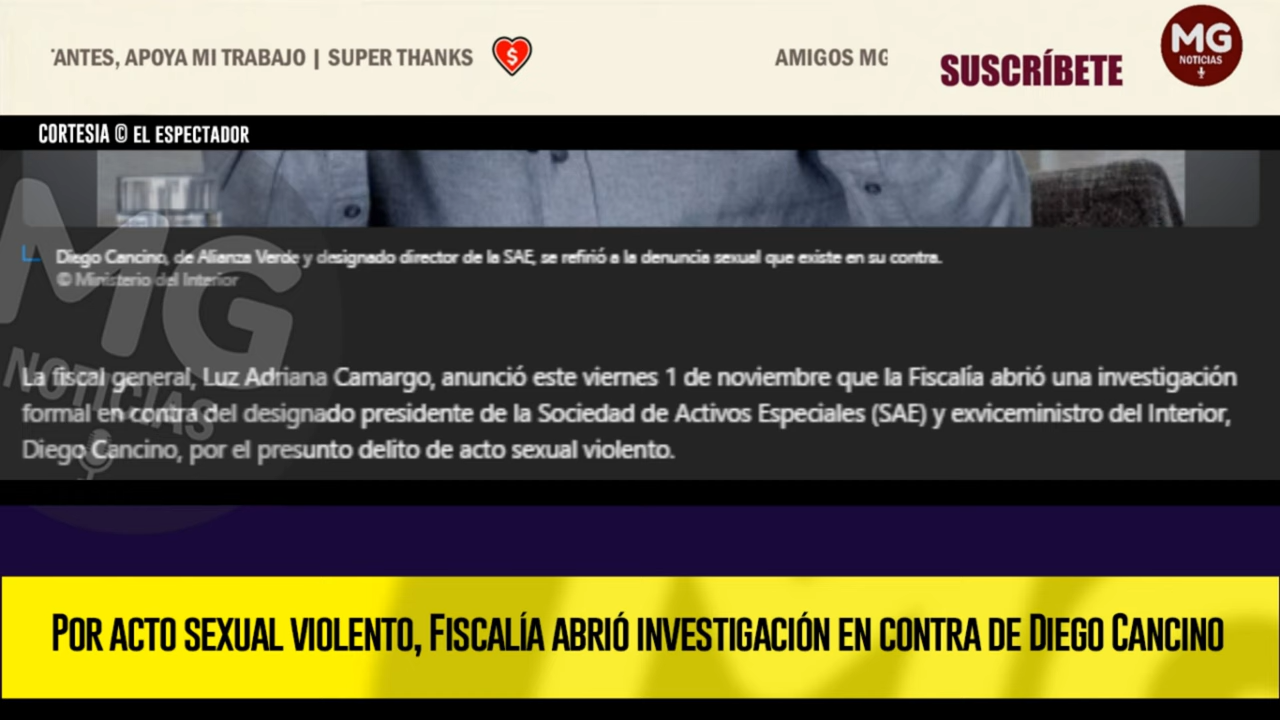 'ANTES, APOYA MI TRABAJO | SUPER THANKS
$
AMIGOS MG
SUSCRÍBETE
MG
NOTICIAS
CORTESIA © EL ESPECTADOR
MG
NOTICIAS
Diego Cancino, de Alianza Verde y designado director de la SAE, se refirió a la denuncia sexual que existe en su contra.
© Ministerio del Interior
La fiscal general, Luz Adriana Camargo, anunció este viernes 1 de noviembre que la Fiscalía abrió una investigación
formal en contra del designado presidente de la Sociedad de Activos Especiales (SAE) y exviceministro del Interior,
Diego Cancino, por el presunto delito de acto sexual violento.
POR ACTO SEXUAL VIOLENTO, FISCALÍA ABRIÓ INVESTIGACIÓN EN CONTRA DE DIEGO CANCINO